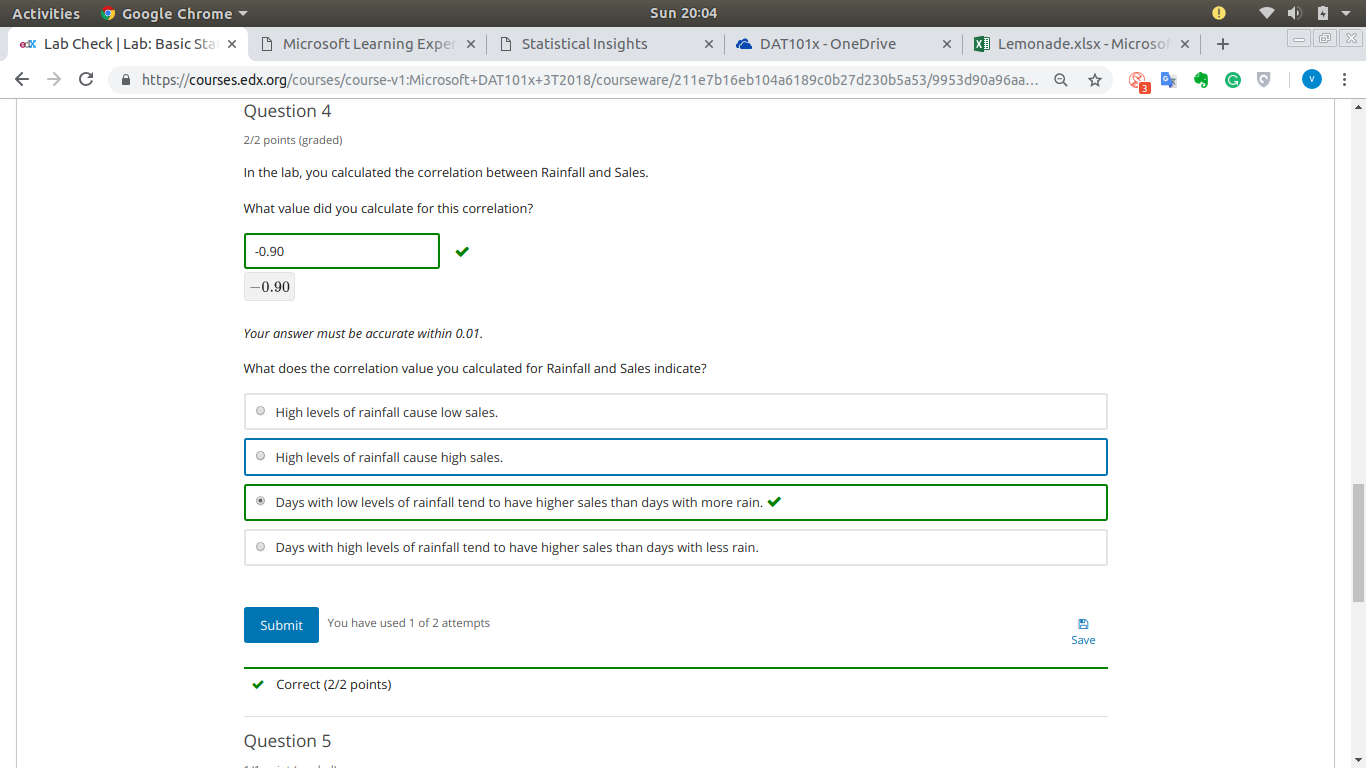 Activities Google Chrome Sun 20:04
edX Lab Check | Lab: Basic Sta Microsoft Learning Exper Statistical Insights DAT101x - OneDrive Lemonade.xlsx - Microsof
https://courses.edx.org/courses/course-v1:Microsoft+DAT101x+3T2018/courseware/211e7b16eb104a6189c0b27d230b5a53/9953d90a96aa... 3 V
Question 4
2/2 points (graded)
In the lab, you calculated the correlation between Rainfall and Sales.
What value did you calculate for this correlation?
-0.90
−0.90
Your answer must be accurate within 0.01.
What does the correlation value you calculated for Rainfall and Sales indicate?
High levels of rainfall cause low sales.
High levels of rainfall cause high sales.
Days with low levels of rainfall tend to have higher sales than days with more rain.
Days with high levels of rainfall tend to have higher sales than days with less rain.
Submit You have used 1 of 2 attempts
Save
Correct (2/2 points)
Question 5